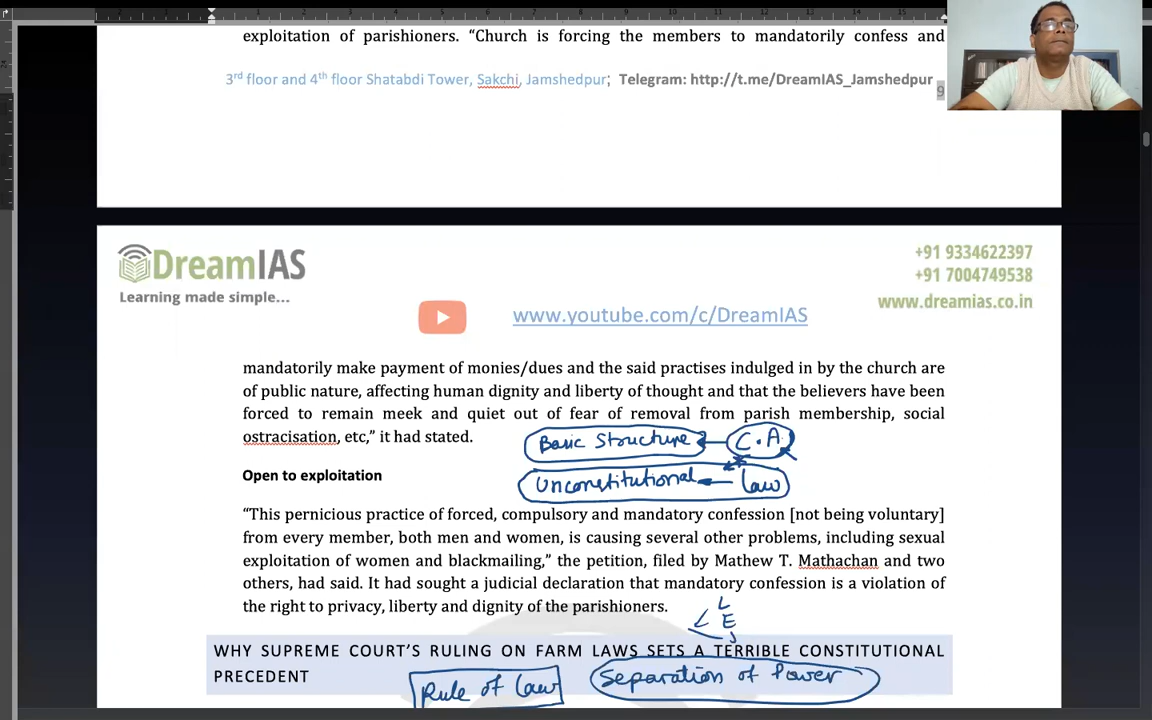 exploitation of parishioners. “Church is forcing the members to mandatorily confess and
3rd floor and 4th floor Shatabdi Tower, Sakchi, Jamshedpur; Telegram: http://t.me/DreamIAS_Jamshedpur
9
DreamIAS
Learning made simple...
+91 9334622397
+91 7004749538
www.dreamias.co.in
www.youtube.com/c/DreamIAS
mandatorily make payment of monies/dues and the said practises indulged in by the church are
of public nature, affecting human dignity and liberty of thought and that the believers have been
forced to remain meek and quiet out of fear of removal from parish membership, social
ostracisation, etc,” it had stated.
Basic Structure C.A
Open to exploitation
Unconstitutional law
“This pernicious practice of forced, compulsory and mandatory confession [not being voluntary]
from every member, both men and women, is causing several other problems, including sexual
exploitation of women and blackmailing,” the petition, filed by Mathew T. Mathachan and two
others, had said. It had sought a judicial declaration that mandatory confession is a violation of
the right to privacy, liberty and dignity of the parishioners.
L
E
J
WHY SUPREME COURT’S RULING ON FARM LAWS SETS A TERRIBLE CONSTITUTIONAL
PRECEDENT
Rule of law
Separation of Power